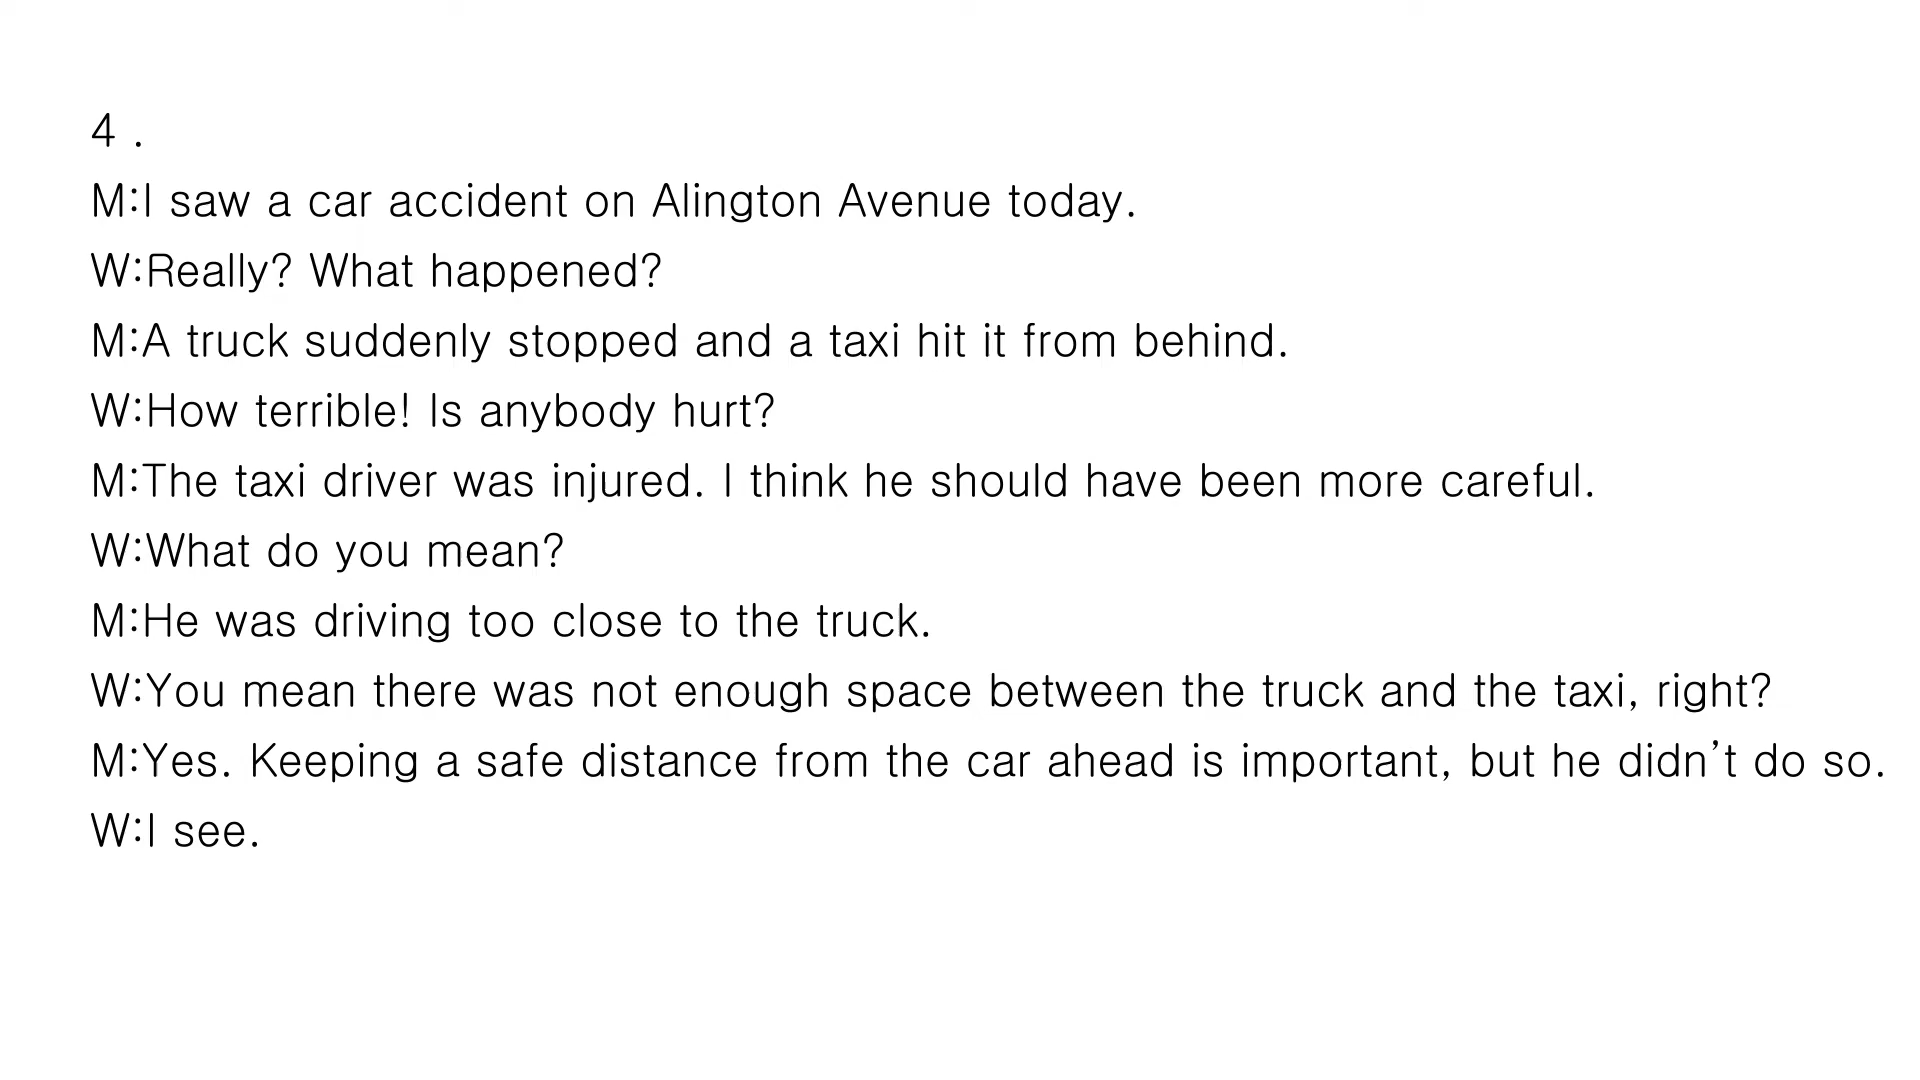 4 .
M:I saw a car accident on Alington Avenue today.
W:Really? What happened?
M:A truck suddenly stopped and a taxi hit it from behind.
W:How terrible! Is anybody hurt?
M:The taxi driver was injured. I think he should have been more careful.
W:What do you mean?
M:He was driving too close to the truck.
W:You mean there was not enough space between the truck and the taxi, right?
M:Yes. Keeping a safe distance from the car ahead is important, but he didn’t do so.
W:I see.